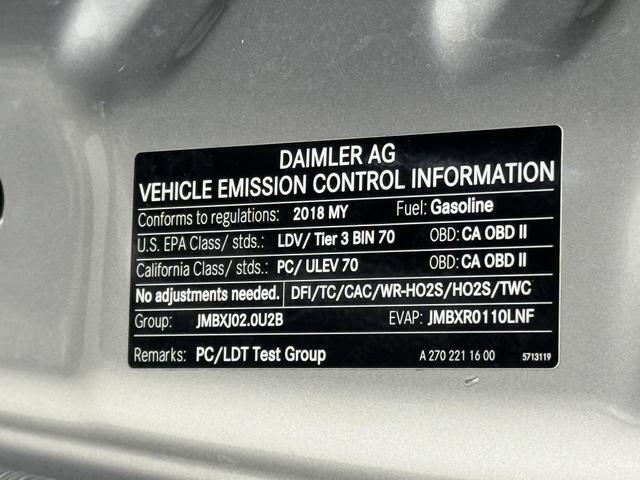 DAIMLER AG
VEHICLE EMISSION CONTROL INFORMATION
Conforms to regulations: 2018 MY Fuel: Gasoline
U.S. EPA Class/ stds.: LDV/ Tier 3 BIN 70 OBD: CA OBD II
California Class/ stds.: PC/ ULEV 70 OBD: CA OBD II
No adjustments needed. DFI/TC/CAC/WR-HO2S/HO2S/TWC
Group: JMBXJ02.0U2B EVAP: JMBXR0110LNF
Remarks: PC/LDT Test Group A 270 221 16 00 5713119